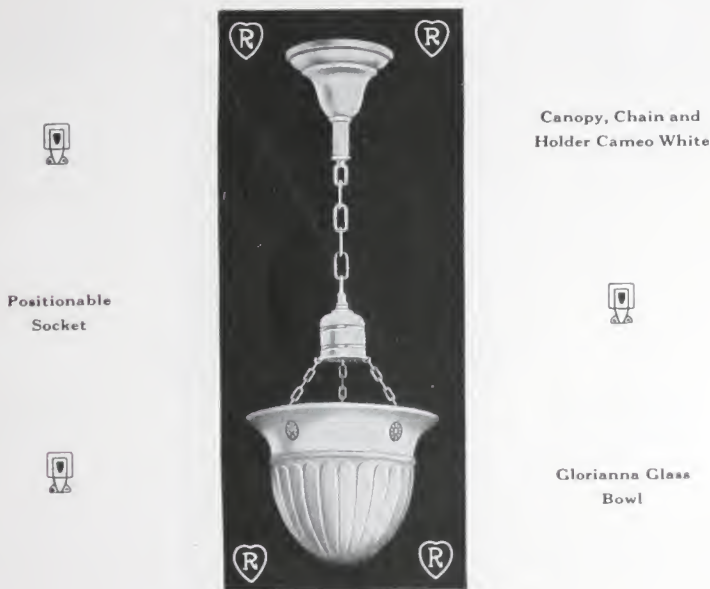 R R
Canopy, Chain and
Holder Cameo White
Positionable
Socket
Glorianna Glass
Bowl
R R